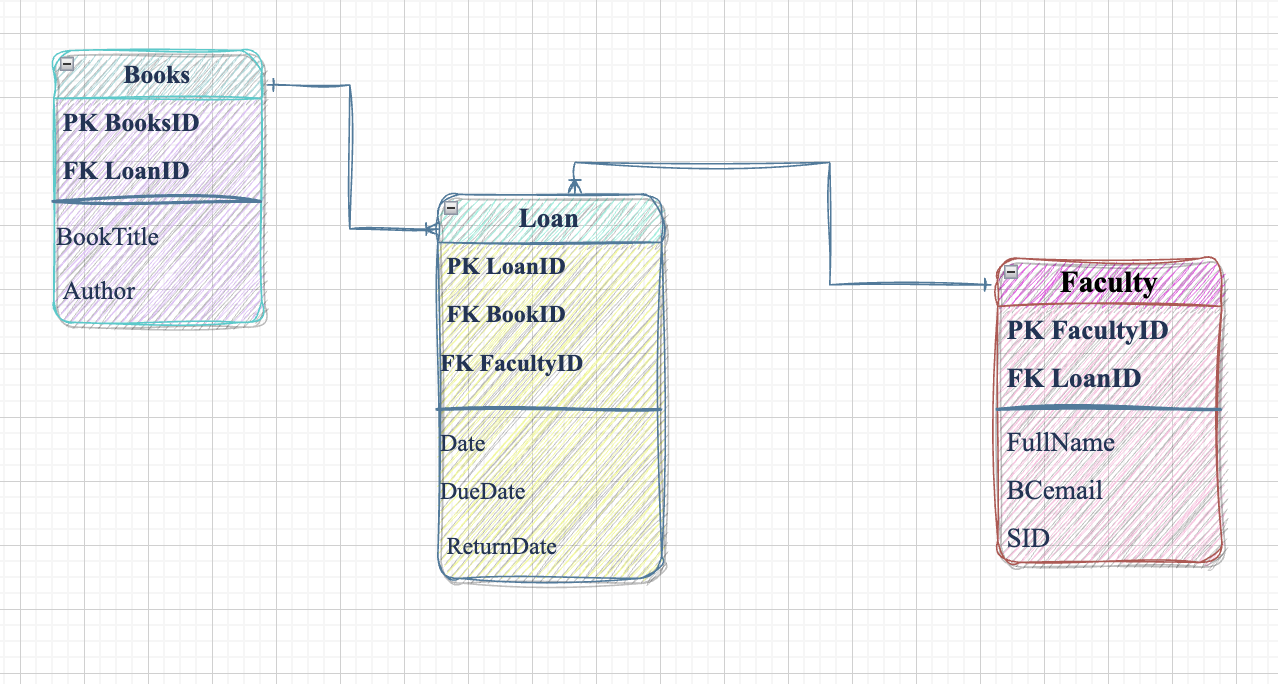 Books
PK BooksID
FK LoanID
BookTitle
Author
Loan
PK LoanID
FK BookID
FK FacultyID
Date
DueDate
ReturnDate
Faculty
PK FacultyID
FK LoanID
FullName
BCemail
SID